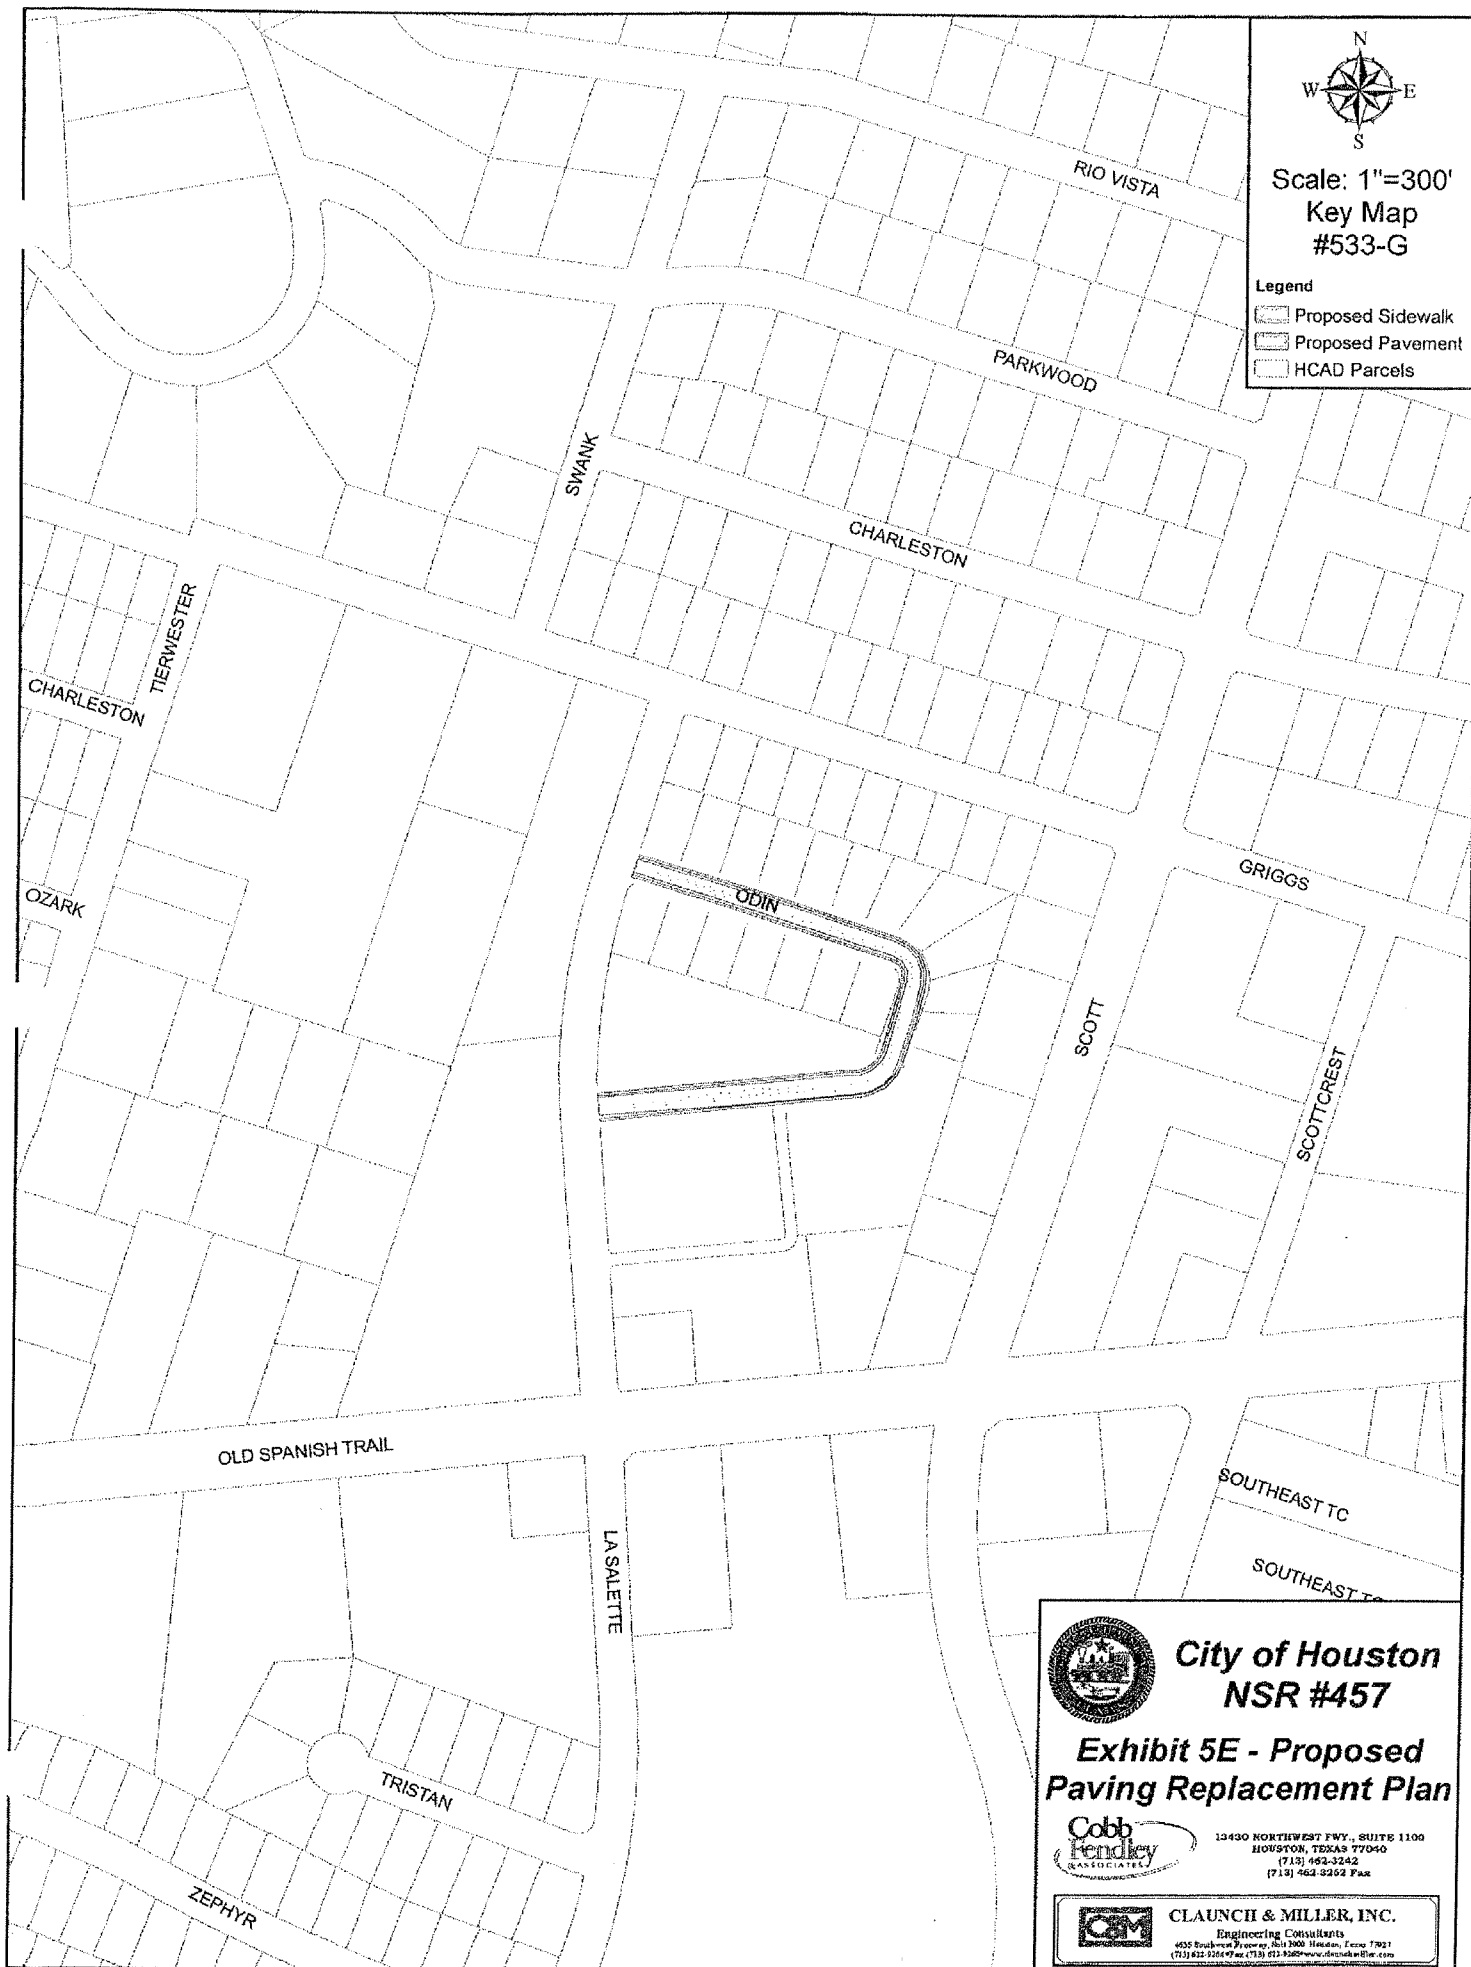 N
W E
S
Scale: 1"=300'
Key Map
#533-G
Legend
Proposed Sidewalk
Proposed Pavement
HCAD Parcels
RIO VISTA
PARKWOOD
SWANK
CHARLESTON
TIERWESTER
CHARLESTON
OZARK
ODIN
GRIGGS
SCOTT
SCOTTCREST
OLD SPANISH TRAIL
LA SALETTE
SOUTHEAST TC
SOUTHEAST
TRISTAN
ZEPHYR
City of Houston
NSR #457
Exhibit 5E - Proposed
Paving Replacement Plan
Cobb
Fendley
& ASSOCIATES
13430 NORTHWEST FWY., SUITE 1100
HOUSTON, TEXAS 77040
(713) 462-3242
(713) 462-3262 Fax
C&M
CLAUNCH & MILLER, INC.
Engineering Consultants